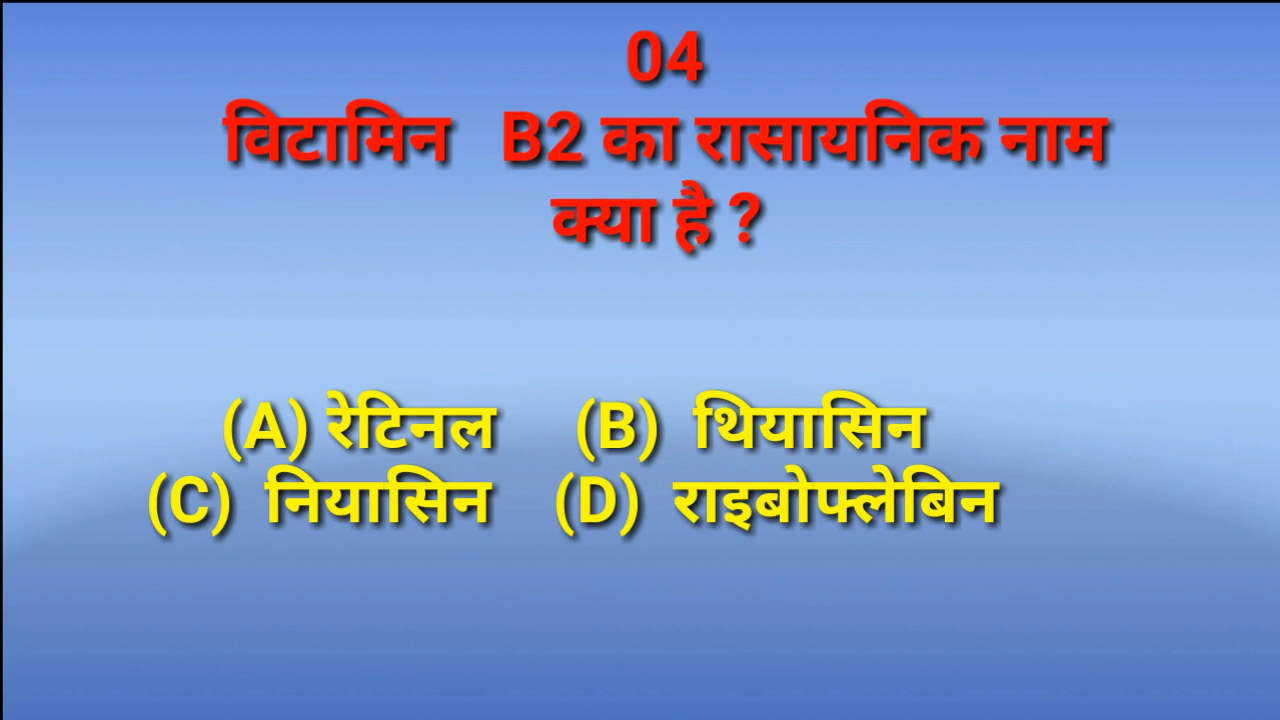 04
विटामिन B2 का रासायनिक नाम
क्या है ?
(A) रेटिनल (B) थियासिन
(C) नियासिन (D) राइबोफ्लेबिन